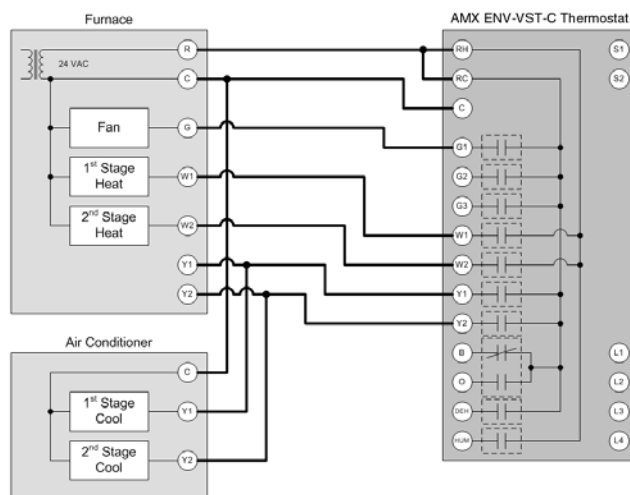 Furnace
24 VAC
R
C
Fan
G
1st Stage
Heat
W1
2nd Stage
Heat
W2
Y1
Y2
Air Conditioner
C
1st Stage
Cool
Y1
2nd Stage
Cool
Y2
AMX ENV-VST-C Thermostat
RH
S1
RC
S2
C
G1
G2
G3
W1
W2
Y1
Y2
B
L1
O
L2
DEH
L3
HUM
L4